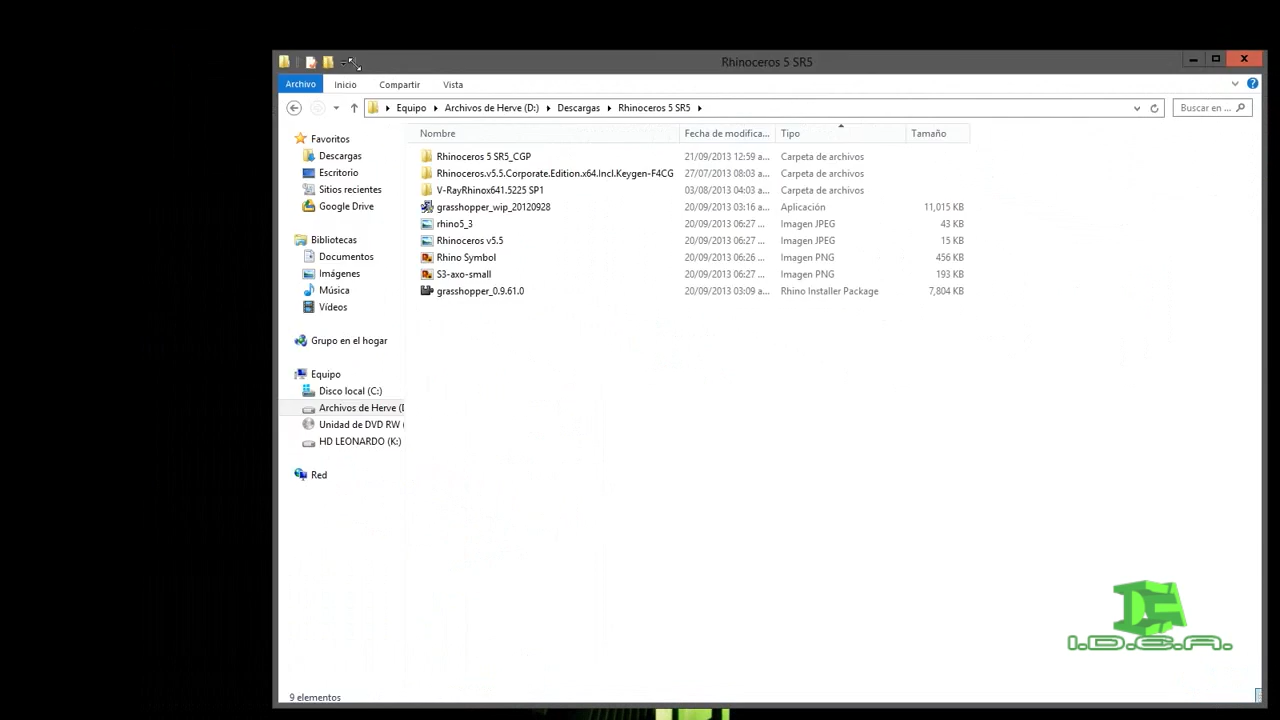 Rhinoceros 5 SR5
Archivo Inicio Compartir Vista
Equipo Archivos de Herve (D:) Descargas Rhinoceros 5 SR5 Buscar en ...
Nombre Fecha de modifica... Tipo Tamaño
Favoritos
Descargas
Escritorio
Sitios recientes
Google Drive
Bibliotecas
Documentos
Imágenes
Música
Vídeos
Grupo en el hogar
Equipo
Disco local (C:)
Archivos de Herve (D
Unidad de DVD RW (
HD LEONARDO (K:)
Red
Rhinoceros 5 SR5_CGP 21/09/2013 12:59 a... Carpeta de archivos
Rhinoceros.v5.5.Corporate.Edition.x64.Incl.Keygen-F4CG 27/07/2013 08:03 a... Carpeta de archivos
V-RayRhinox641.5225 SP1 03/08/2013 04:03 a... Carpeta de archivos
grasshopper_wip_20120928 20/09/2013 03:16 a... Aplicación 11,015 KB
rhino5_3 20/09/2013 06:27 ... Imagen JPEG 43 KB
Rhinoceros v5.5 20/09/2013 06:27 ... Imagen JPEG 15 KB
Rhino Symbol 20/09/2013 06:26 ... Imagen PNG 456 KB
S3-axo-small 20/09/2013 06:27 ... Imagen PNG 193 KB
grasshopper_0.9.61.0 20/09/2013 03:09 a... Rhino Installer Package 7,804 KB
I.D.E.A.
9 elementos